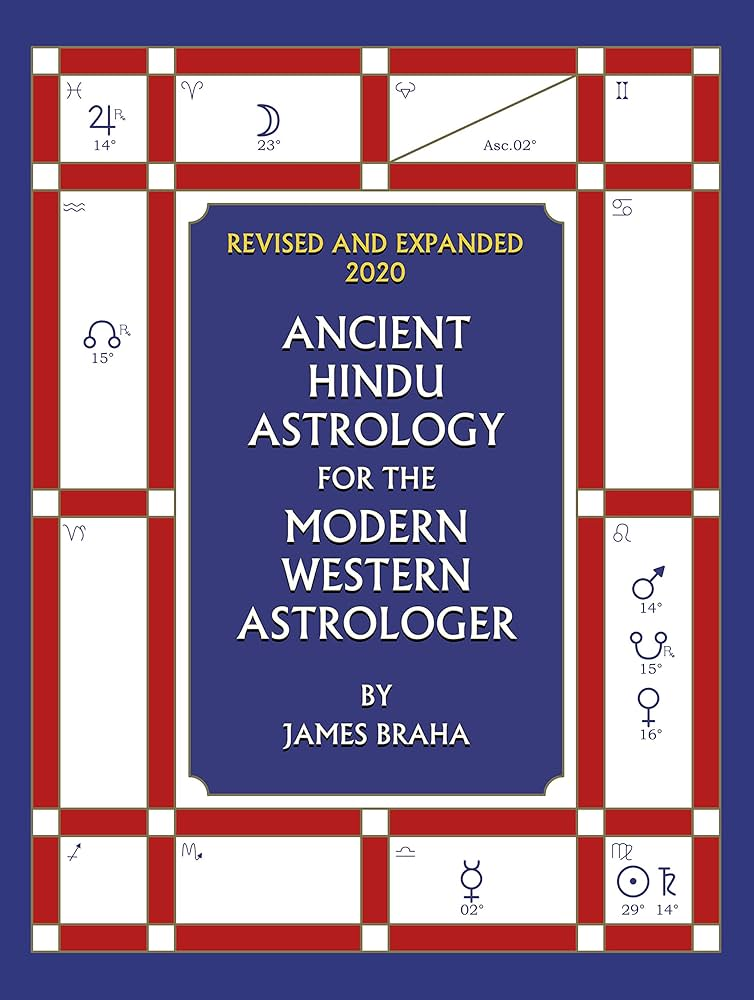 ♓ ♈ ♉ ♊
♃℞ ☽
14° 23° Asc.02°
♒ ♋
REVISED AND EXPANDED
2020
ANCIENT
☊℞ HINDU
15°
ASTROLOGY
FOR THE
♑ MODERN ♌
WESTERN ♂
ASTROLOGER 14°
☋℞
15°
BY ♀
JAMES BRAHA 16°
♐ ♏ ♎ ♍
☿ ☉ ♄
02° 29° 14°